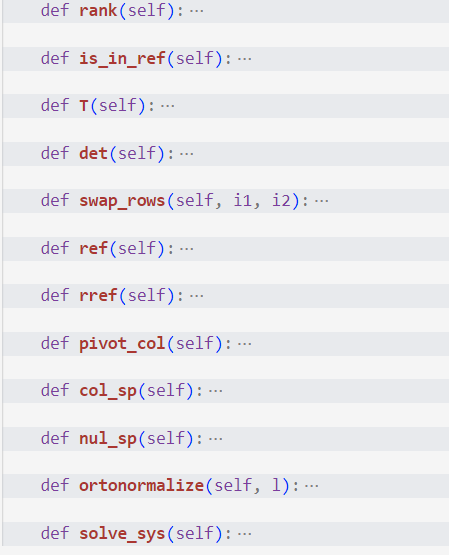 def rank(self): ···
def is_in_ref(self): ···
def T(self): ···
def det(self): ···
def swap_rows(self, i1, i2): ···
def ref(self): ···
def rref(self): ···
def pivot_col(self): ···
def col_sp(self): ···
def nul_sp(self): ···
def ortonormalize(self, l): ···
def solve_sys(self): ···